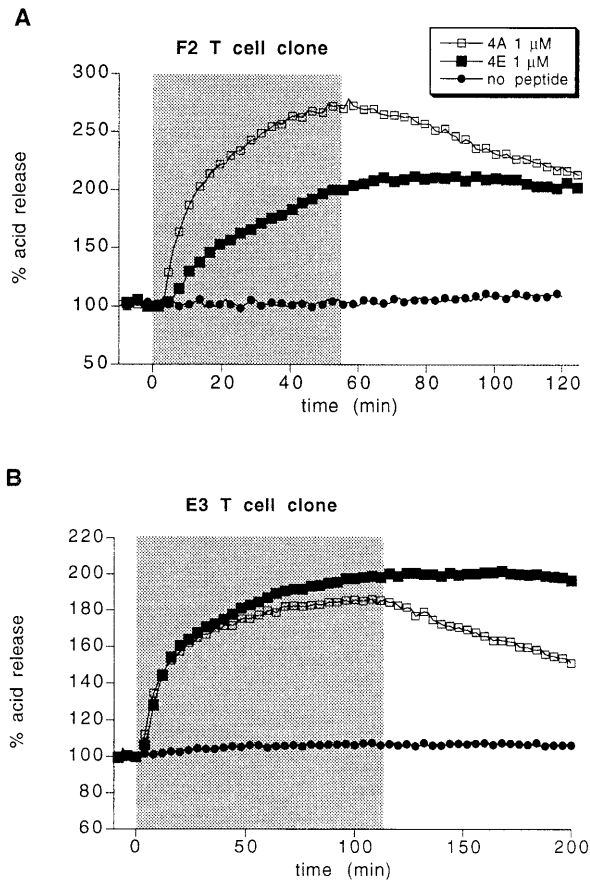 A
F2 T cell clone
4A 1 µM
4E 1 µM
no peptide
300
250
200
150
100
50
% acid release
0 20 40 60 80 100 120
time (min)
B
E3 T cell clone
220
200
180
160
140
120
100
80
60
% acid release
0 50 100 150 200
time (min)